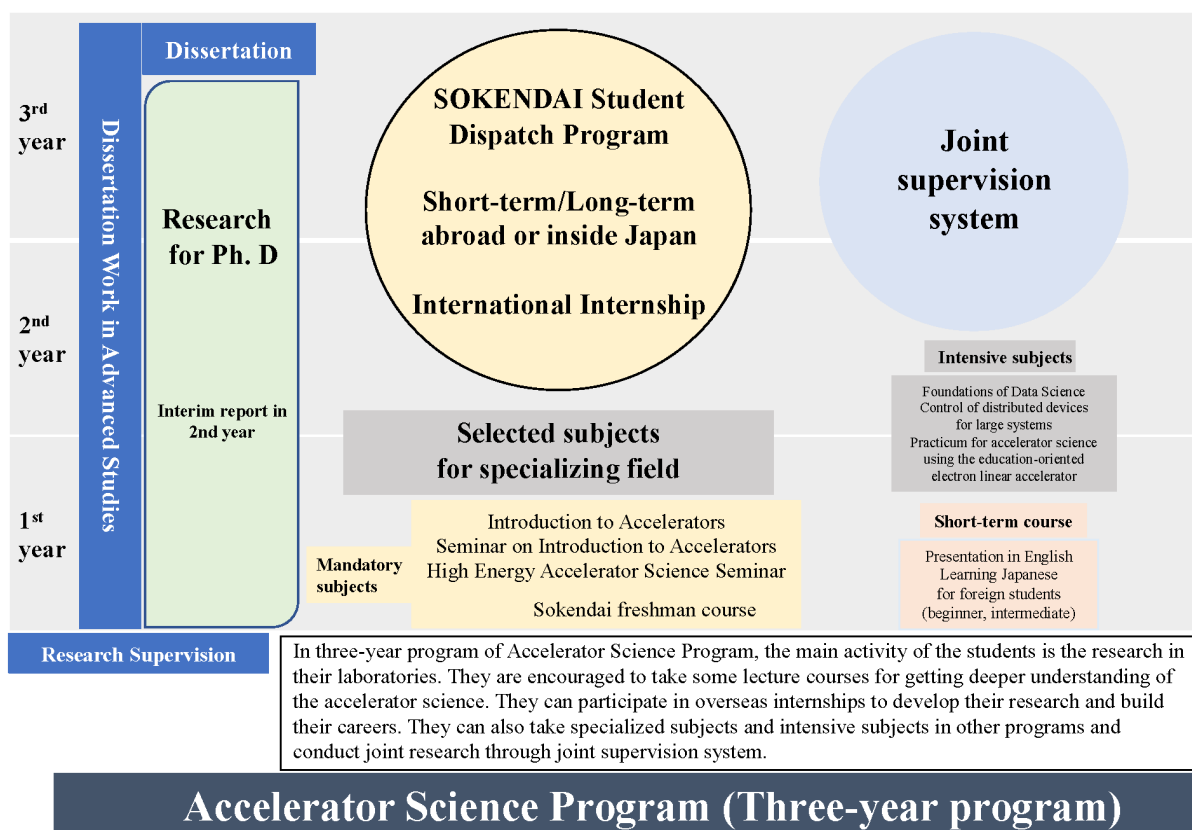 Dissertation
3rd
year
2nd
year
1st
year
Dissertation Work in Advanced Studies
Research
for Ph. D
Interim report in
2nd year
SOKENDAI Student
Dispatch Program
Short-term/Long-term
abroad or inside Japan
International Internship
Joint
supervision
system
Selected subjects
for specializing field
Intensive subjects
Foundations of Data Science
Control of distributed devices
for large systems
Practicum for accelerator science
using the education-oriented
electron linear accelerator
Mandatory
subjects
Introduction to Accelerators
Seminar on Introduction to Accelerators
High Energy Accelerator Science Seminar
Sokendai freshman course
Short-term course
Presentation in English
Learning Japanese
for foreign students
(beginner, intermediate)
Research Supervision
In three-year program of Accelerator Science Program, the main activity of the students is the research in
their laboratories. They are encouraged to take some lecture courses for getting deeper understanding of
the accelerator science. They can participate in overseas internships to develop their research and build
their careers. They can also take specialized subjects and intensive subjects in other programs and
conduct joint research through joint supervision system.
Accelerator Science Program (Three-year program)